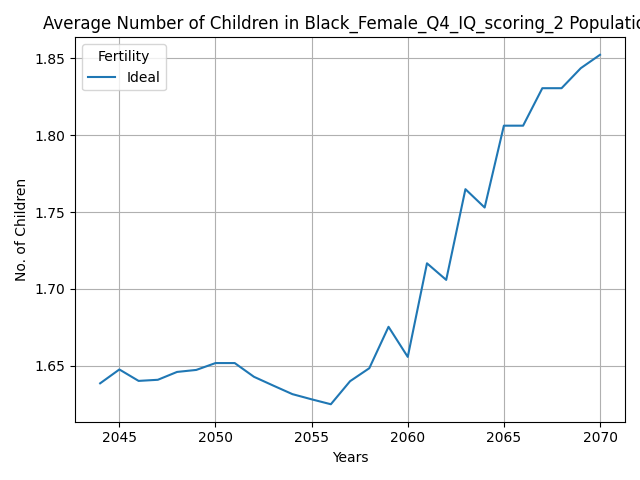 Average Number of Children in Black_Female_Q4_IQ_scoring_2 Populatio
Fertility
Ideal
1.85
1.80
1.75
1.70
1.65
No. of Children
2045 2050 2055 2060 2065 2070
Years